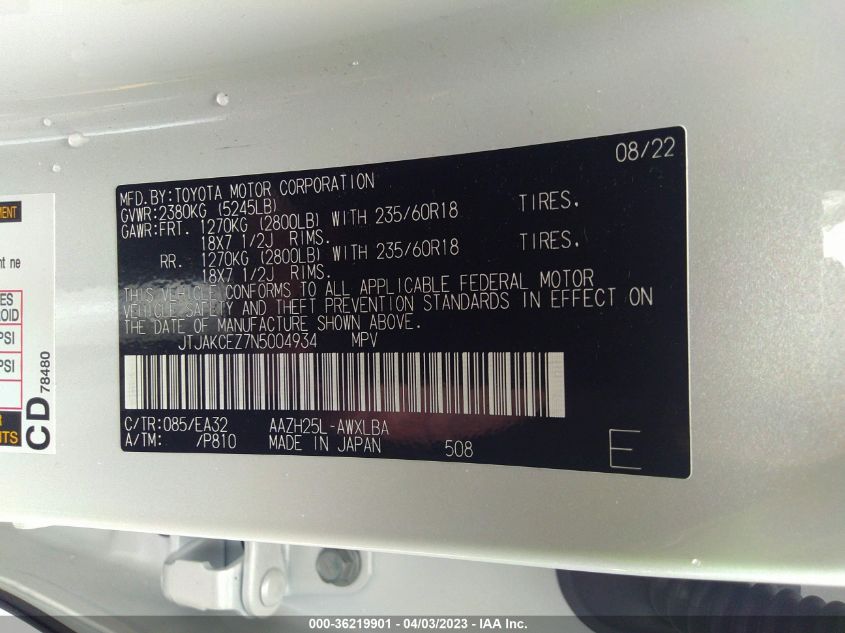 08/22
MFD.BY:TOYOTA MOTOR CORPORATION
GVWR:2380KG (5245LB)
GAWR:FRT. 1270KG (2800LB) WITH 235/60R18 TIRES,
18X7 1/2J RIMS.
RR. 1270KG (2800LB) WITH 235/60R18 TIRES,
18X7 1/2J RIMS.
THIS VEHICLE CONFORMS TO ALL APPLICABLE FEDERAL MOTOR
VEHICLE SAFETY AND THEFT PREVENTION STANDARDS IN EFFECT ON
THE DATE OF MANUFACTURE SHOWN ABOVE.
JTJAKCEZ7N5004934 MPV
C/TR:085/EA32 AAZH25L-AWXLBA
A/TM: /P810 MADE IN JAPAN 508
E
PSI
PSI
CD 78480
000-36219901 - 04/03/2023 - IAA Inc.